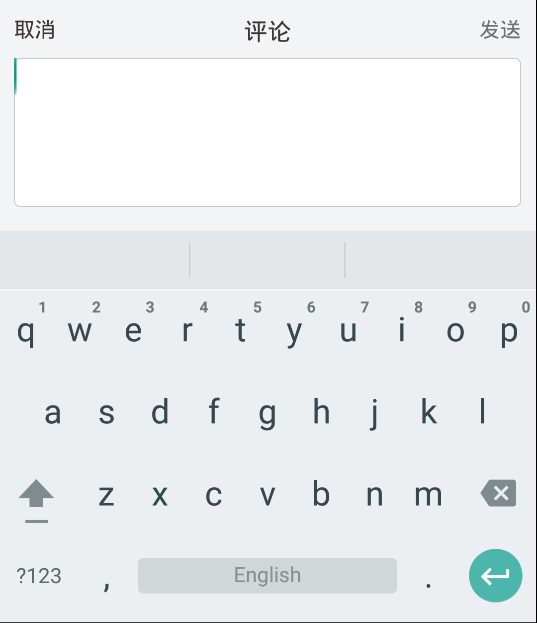 取消 评论 发送
1 2 3 4 5 6 7 8 9 0
q w e r t y u i o p
a s d f g h j k l
z x c v b n m
?123 , English .